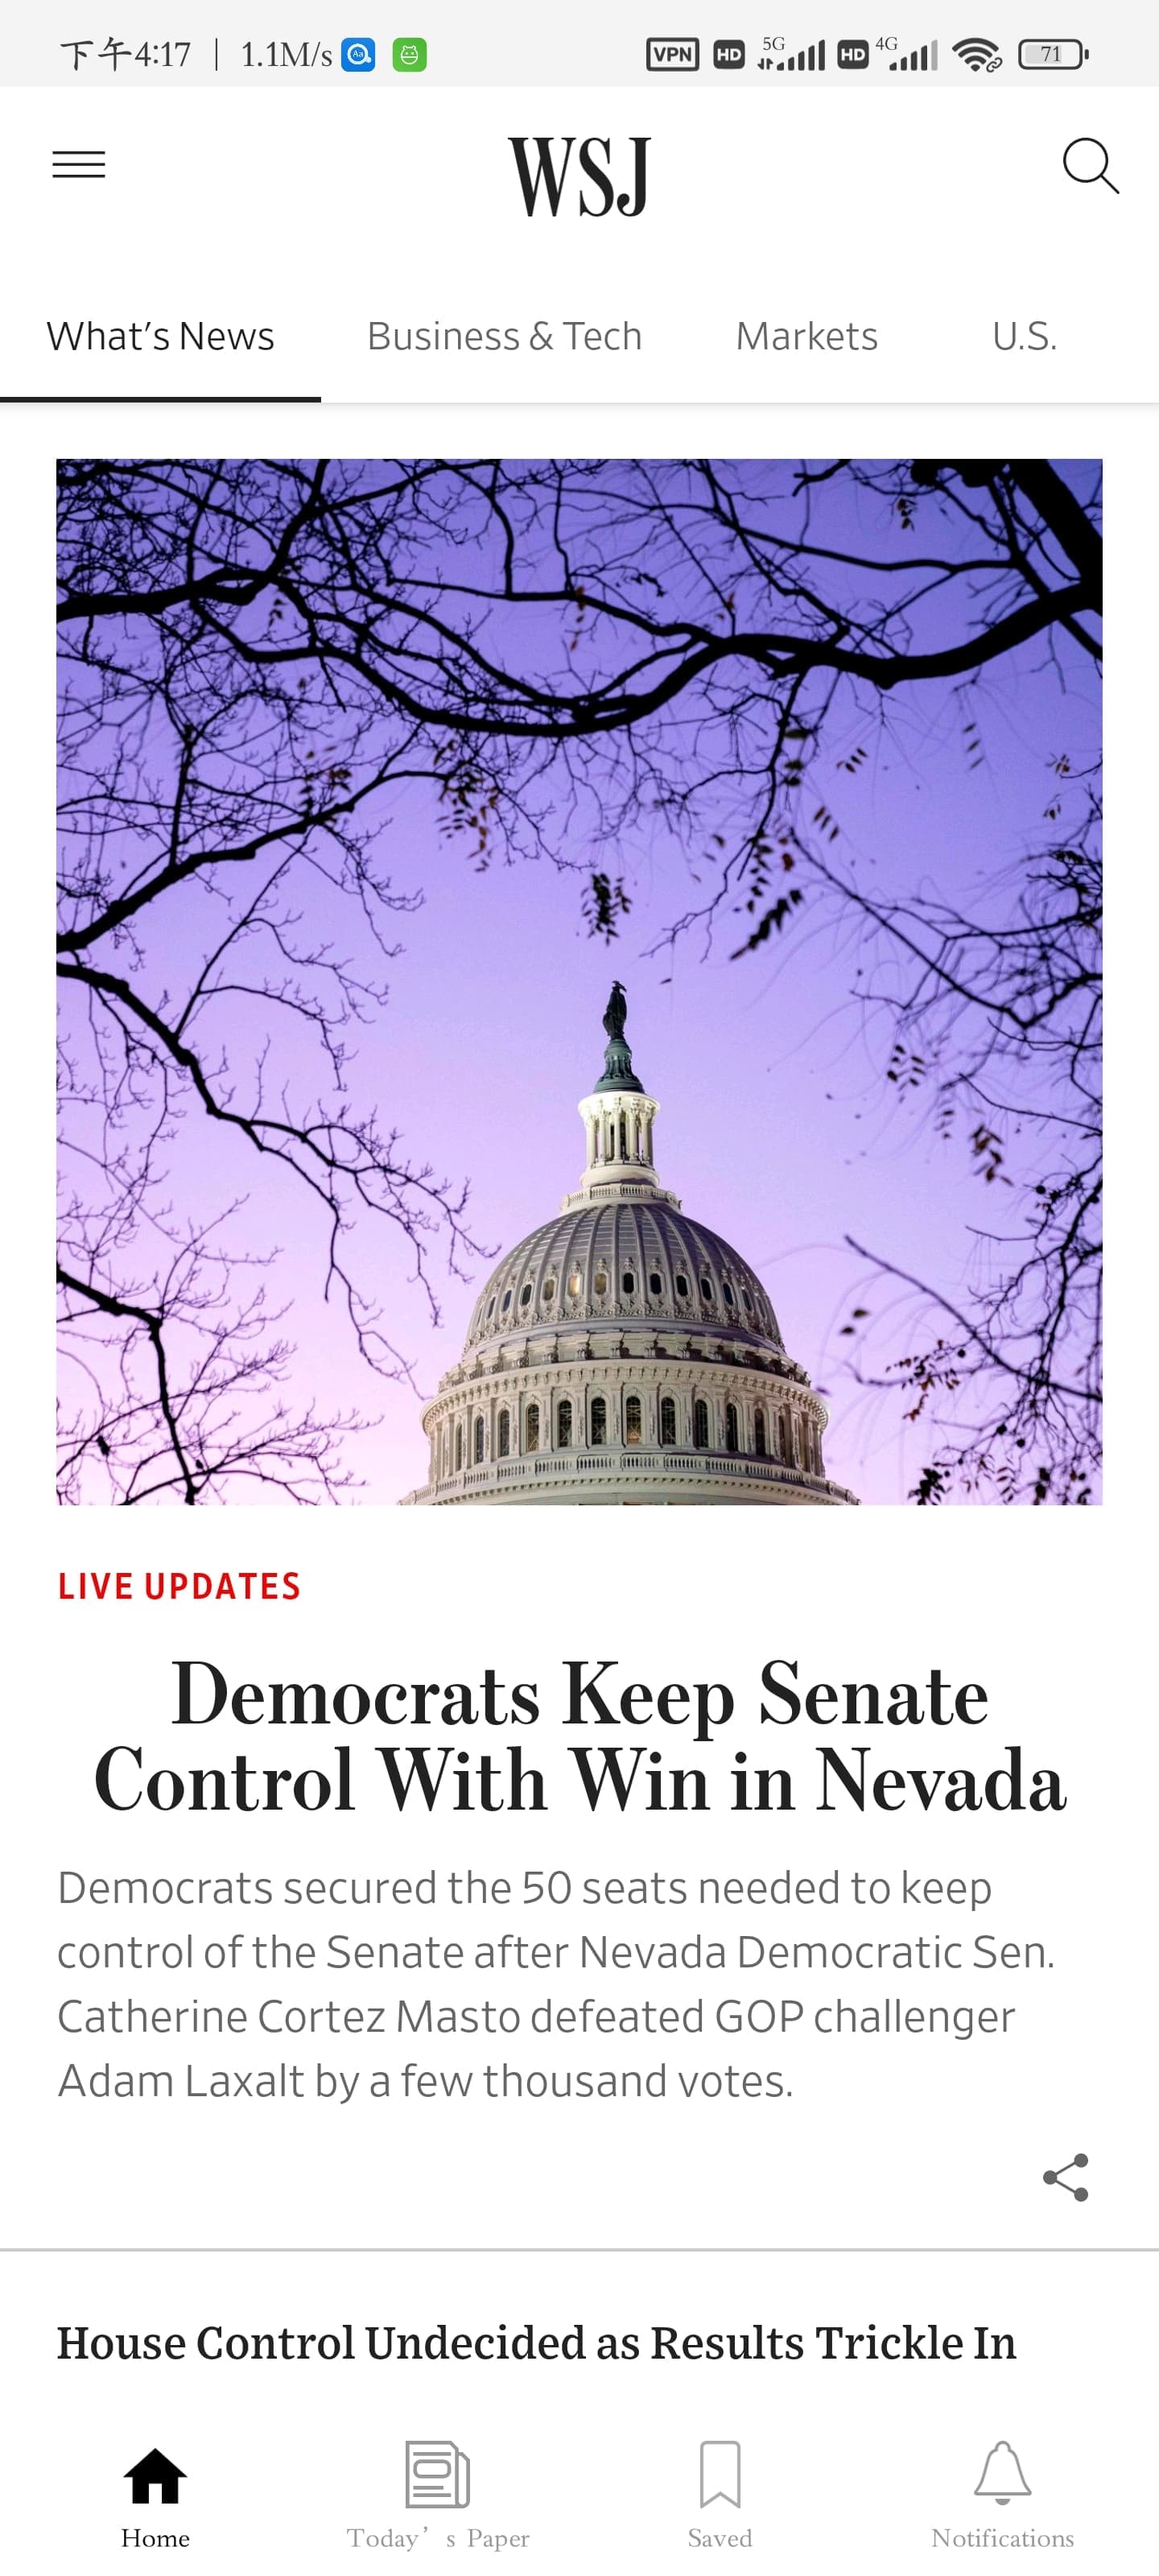 下午4:17 | 1.1M/s Aa VPN HD 5G HD 4G 71
WSJ
What's News Business & Tech Markets U.S.
LIVE UPDATES
Democrats Keep Senate
Control With Win in Nevada
Democrats secured the 50 seats needed to keep
control of the Senate after Nevada Democratic Sen.
Catherine Cortez Masto defeated GOP challenger
Adam Laxalt by a few thousand votes.
House Control Undecided as Results Trickle In
Home Today's Paper Saved Notifications